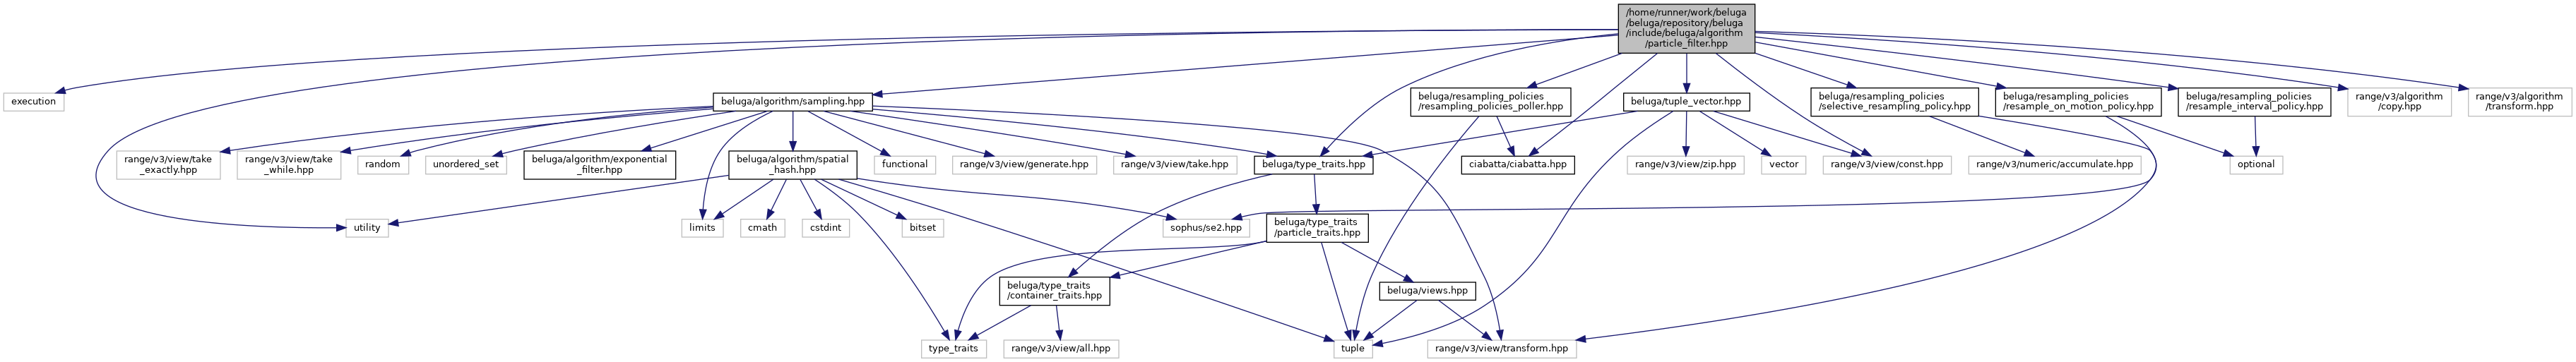 /home/runner/work/beluga
/beluga/repository/beluga
/include/beluga/algorithm
/particle_filter.hpp
execution
beluga/algorithm/sampling.hpp
beluga/resampling_policies
/resampling_policies_poller.hpp
beluga/tuple_vector.hpp
beluga/resampling_policies
/selective_resampling_policy.hpp
beluga/resampling_policies
/resample_on_motion_policy.hpp
beluga/resampling_policies
/resample_interval_policy.hpp
range/v3/algorithm
/copy.hpp
range/v3/algorithm
/transform.hpp
range/v3/view/take
_exactly.hpp
range/v3/view/take
_while.hpp
random
unordered_set
beluga/algorithm/exponential
_filter.hpp
beluga/algorithm/spatial
_hash.hpp
functional
range/v3/view/generate.hpp
range/v3/view/take.hpp
beluga/type_traits.hpp
ciabatta/ciabatta.hpp
range/v3/view/zip.hpp
vector
range/v3/view/const.hpp
range/v3/numeric/accumulate.hpp
optional
utility
limits
cmath
cstdint
bitset
sophus/se2.hpp
beluga/type_traits
/particle_traits.hpp
beluga/type_traits
/container_traits.hpp
beluga/views.hpp
type_traits
range/v3/view/all.hpp
tuple
range/v3/view/transform.hpp